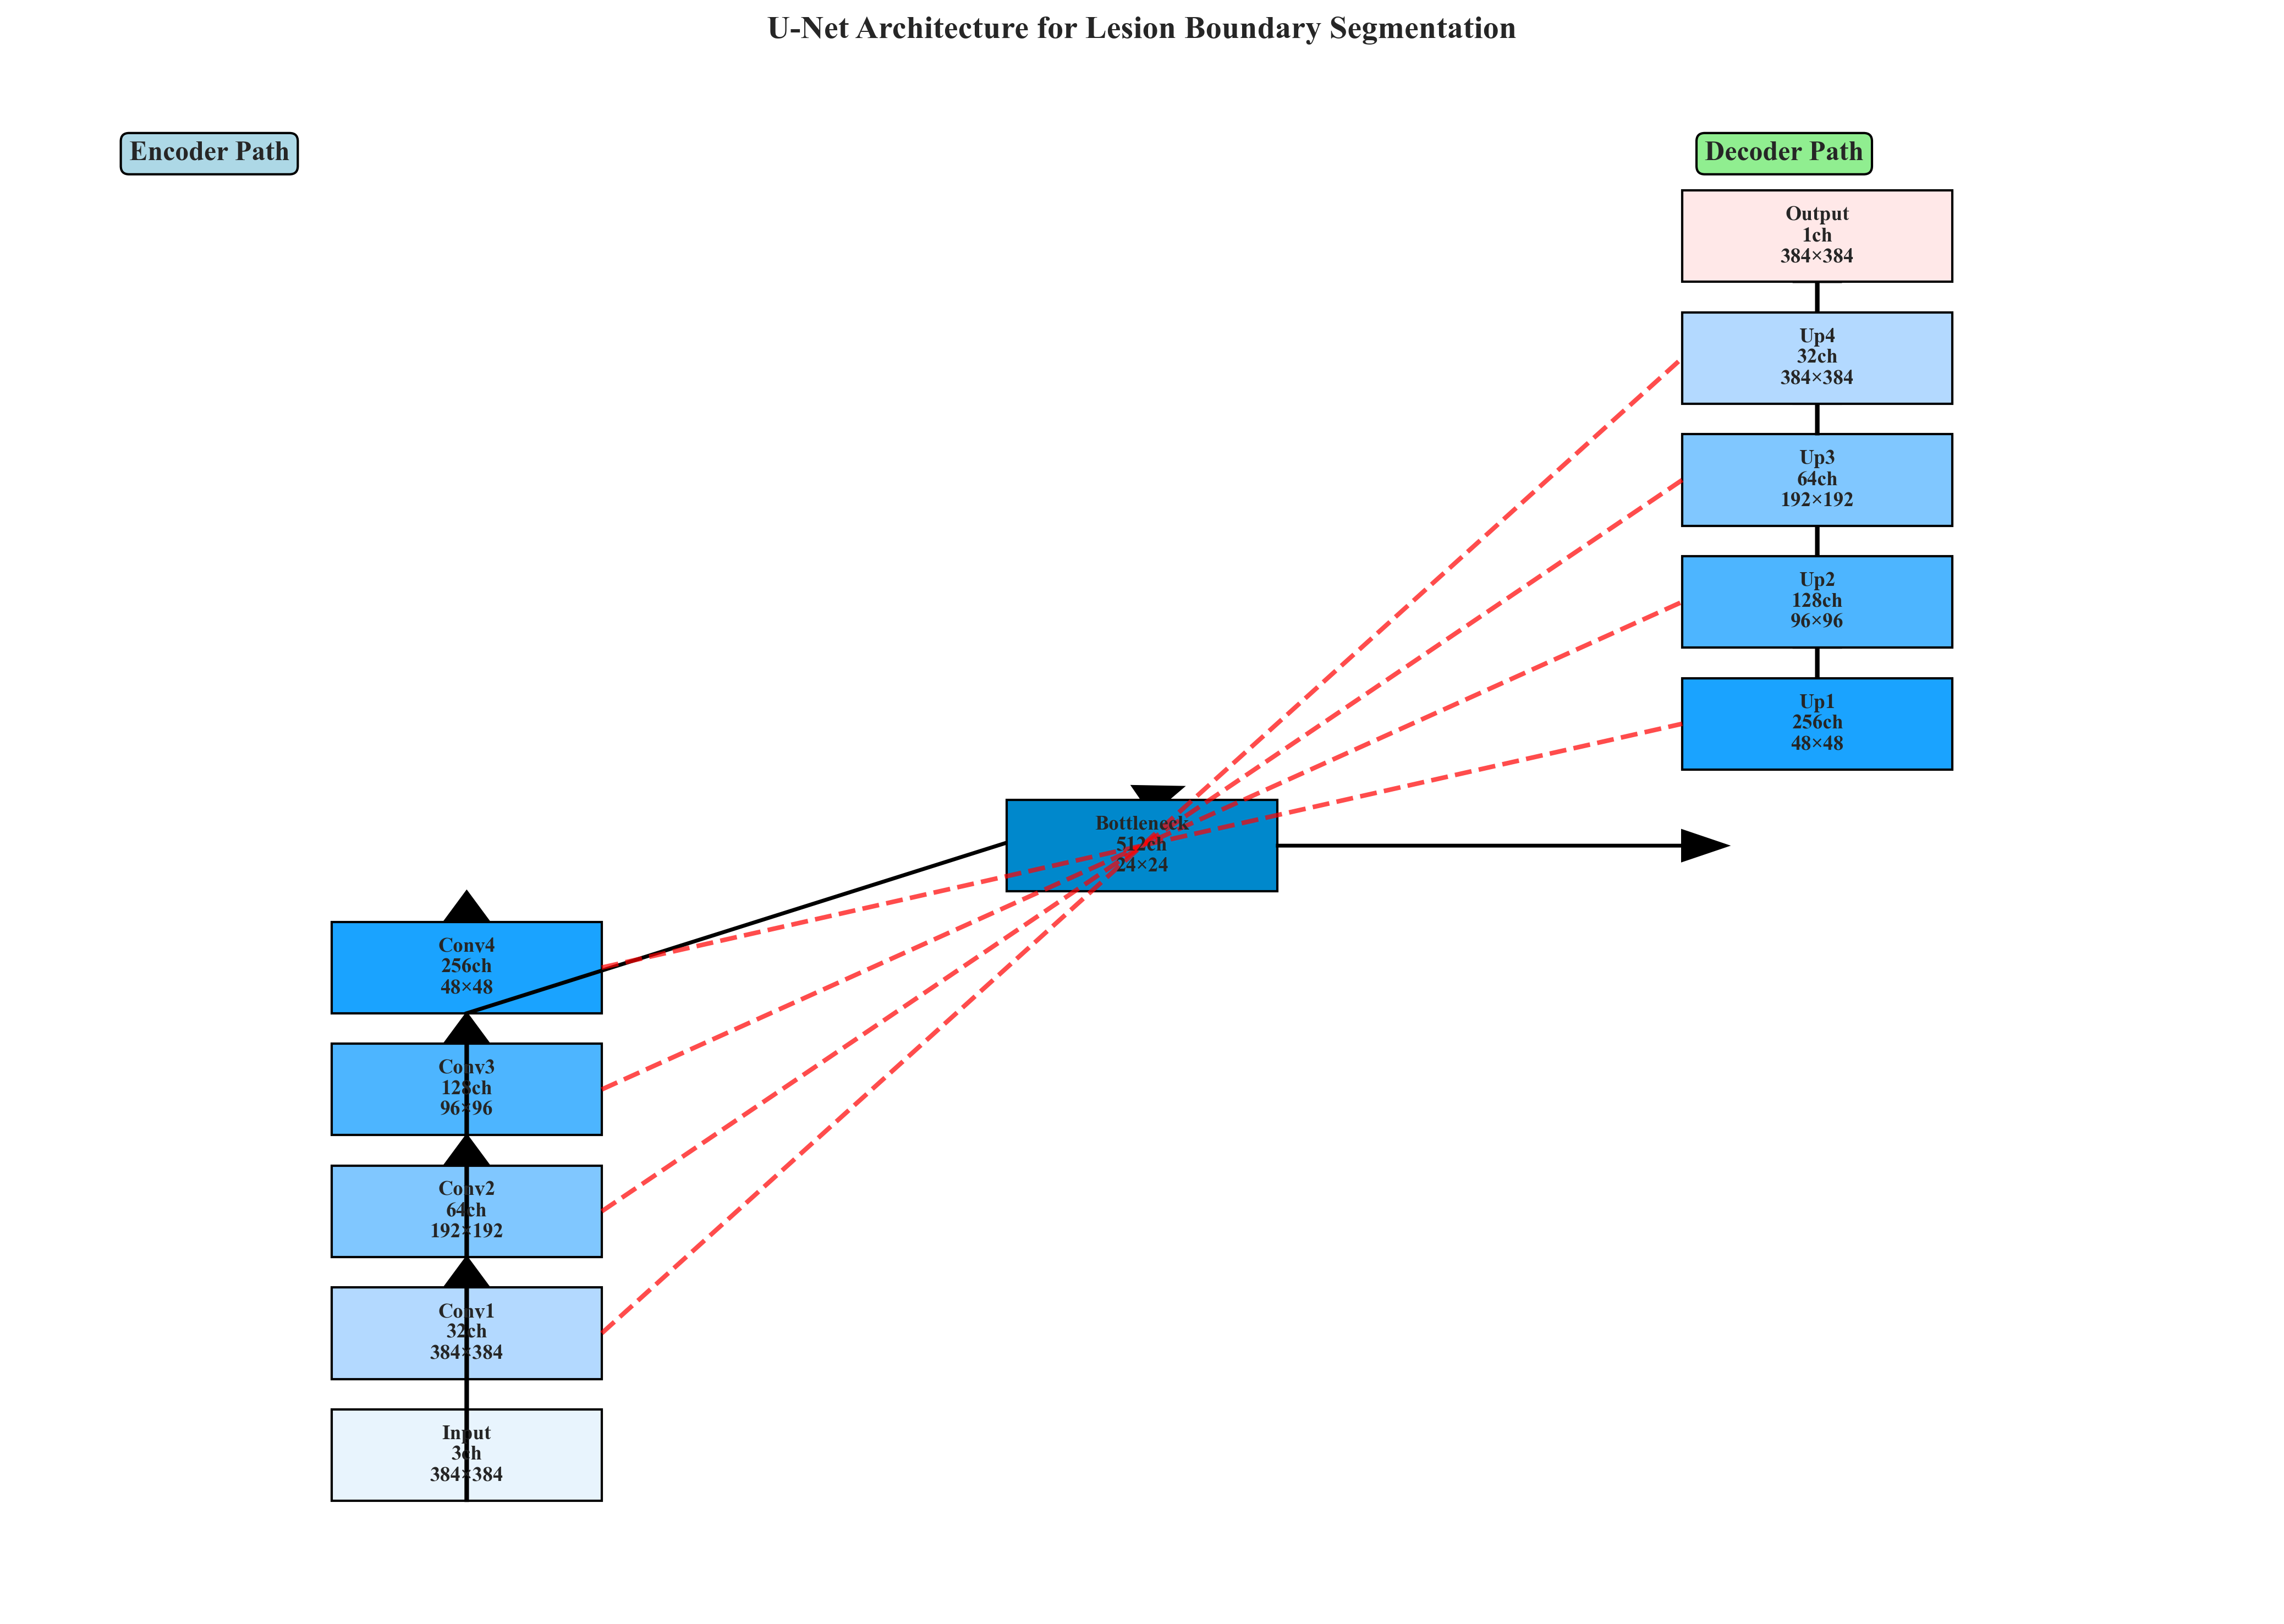 U-Net Architecture for Lesion Boundary Segmentation
Encoder Path
Decoder Path
Output
1ch
384×384
Up4
32ch
384×384
Up3
64ch
192×192
Up2
128ch
96×96
Up1
256ch
48×48
Bottleneck
512ch
24×24
Conv4
256ch
48×48
Conv3
128ch
96×96
Conv2
64ch
192×192
Conv1
32ch
384×384
Input
3ch
384×384